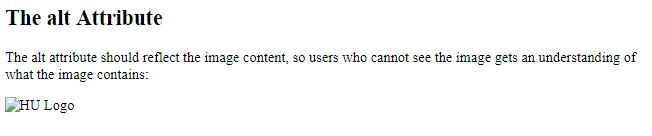 The alt Attribute
The alt attribute should reflect the image content, so users who cannot see the image gets an understanding of
what the image contains:
HU Logo